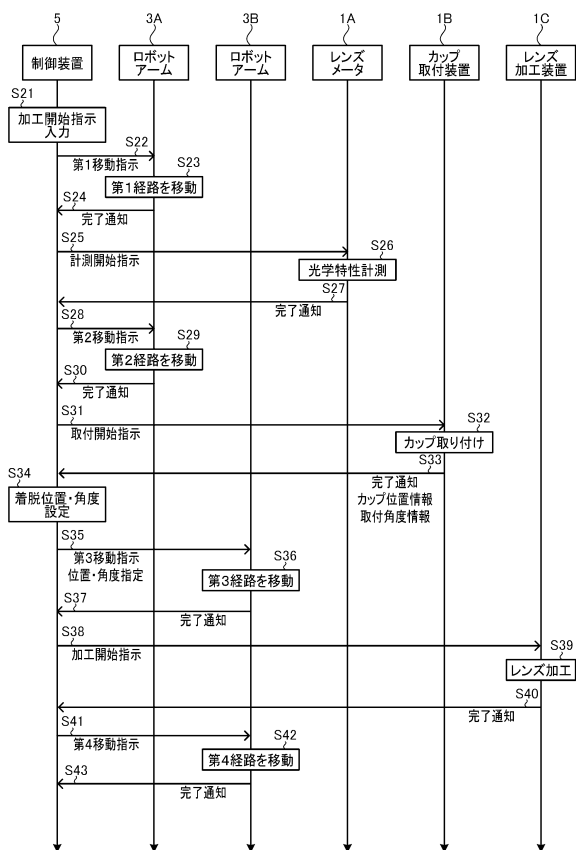 5
3A
3B
1A
1B
1C
制御装置
ロボット
アーム
ロボット
アーム
レンズ
メータ
カップ
取付装置
レンズ
加工装置
S21
加工開始指示
入力
S22
第1移動指示
S23
第1経路を移動
S24
完了通知
S25
計測開始指示
S26
光学特性計測
S27
完了通知
S28
第2移動指示
S29
第2経路を移動
S30
完了通知
S31
取付開始指示
S32
カップ取り付け
S33
完了通知
カップ位置情報
取付角度情報
S34
着脱位置・角度
設定
S35
第3移動指示
位置・角度指定
S36
第3経路を移動
S37
完了通知
S38
加工開始指示
S39
レンズ加工
S40
完了通知
S41
第4移動指示
S42
第4経路を移動
S43
完了通知